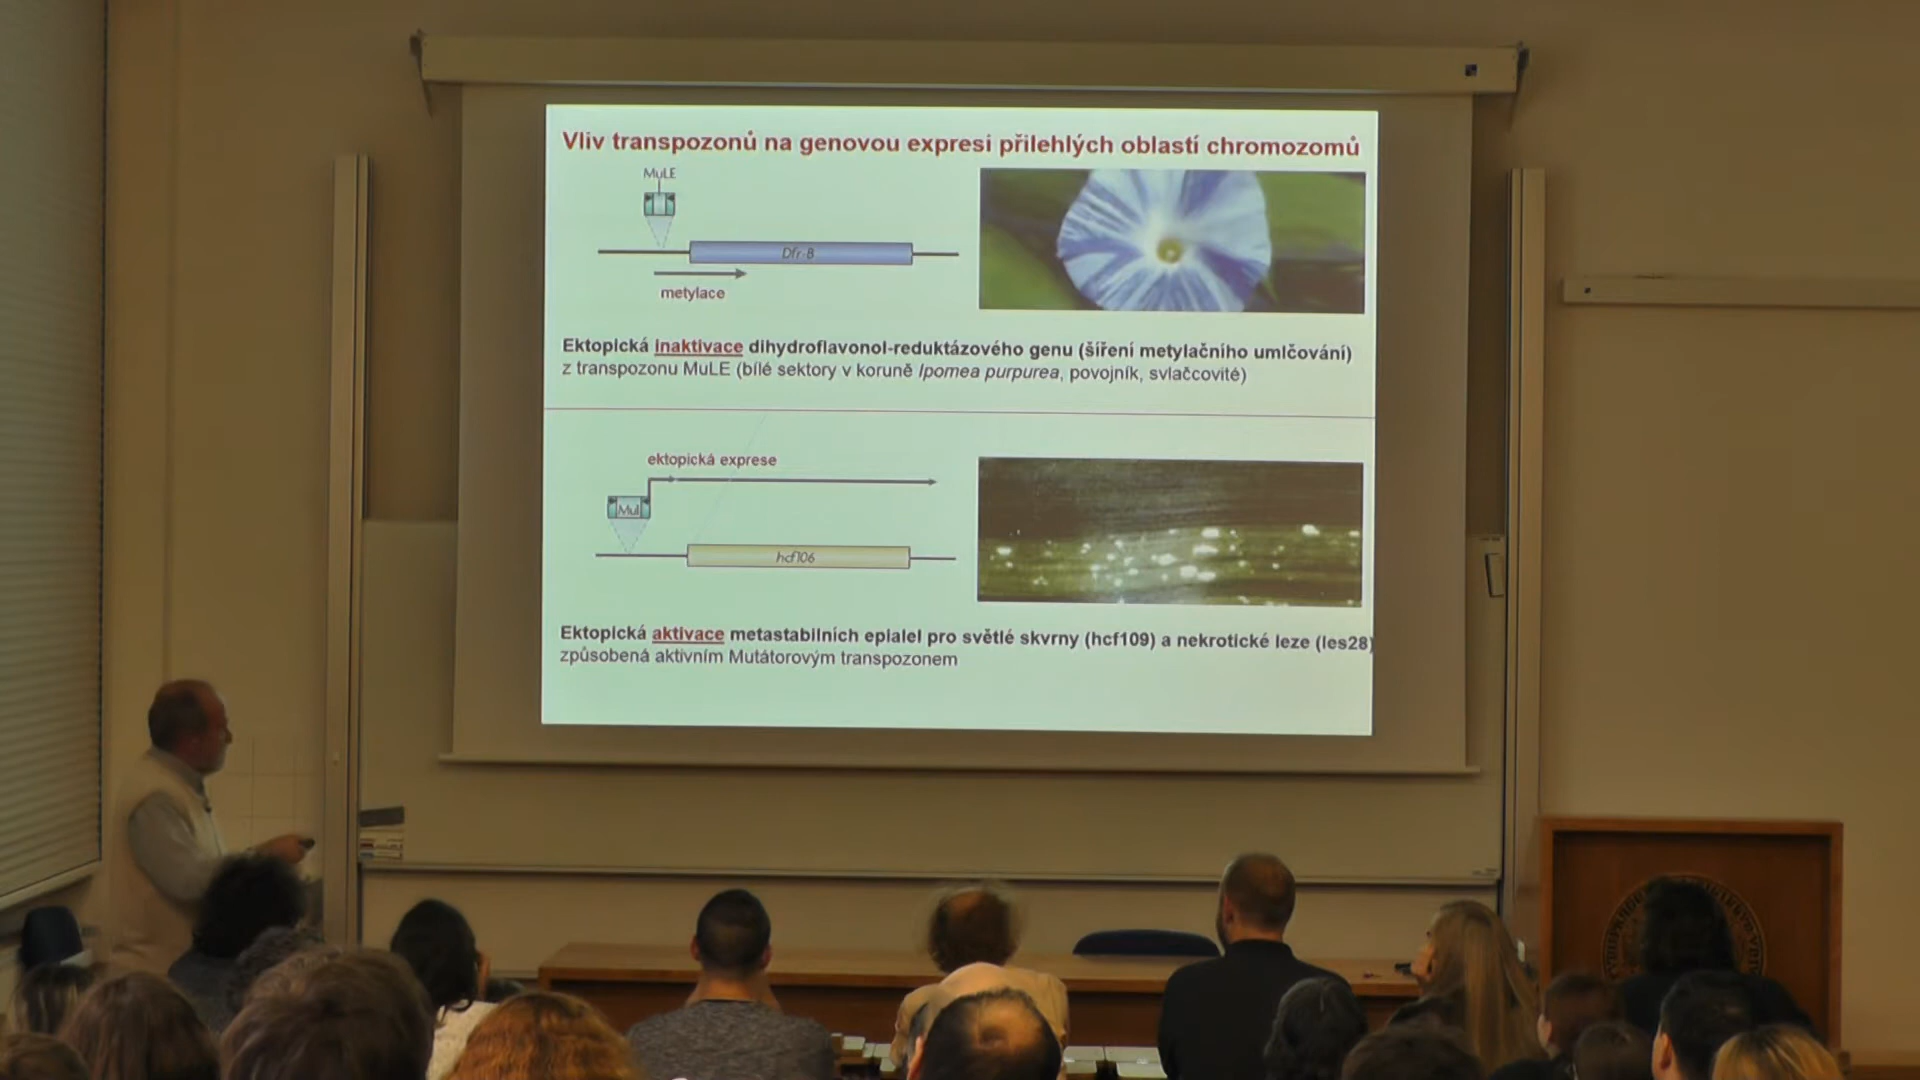 Vliv transpozonů na genovou expresi přilehlých oblastí chromozomů
MuLE
Dfr-B
metylace
Ektopická inaktivace dihydroflavonol-reduktázového genu (šíření metylačního umlčování)
z transpozonu MuLE (bílé sektory v koruně Ipomea purpurea, povojník, svlačcovité)
ektopická exprese
Mul
hcf106
Ektopická aktivace metastabilních epialel pro světlé skvrny (hcf109) a nekrotické leze (les28)
způsobená aktivním Mutátorovým transpozonem